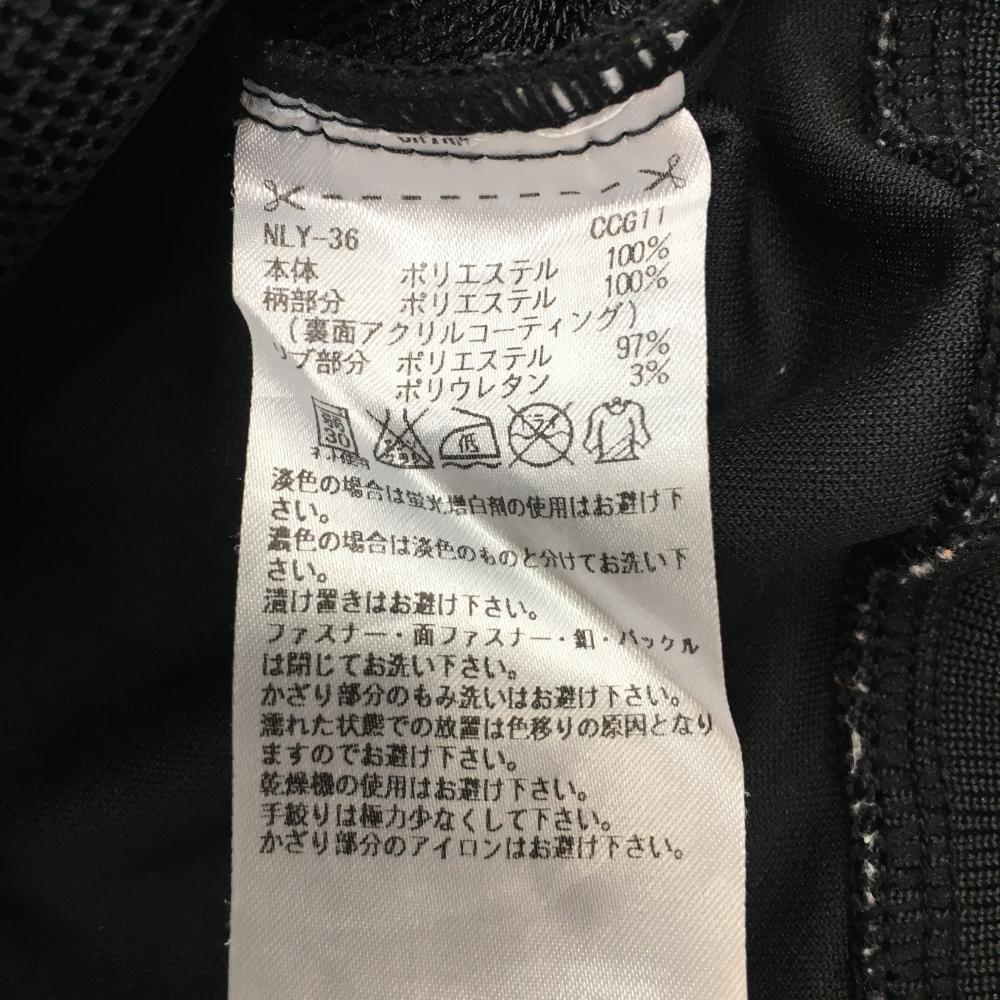 NLY-36 CCG11
本体 ポリエステル 100%
柄部分 ポリエステル 100%
(裏面アクリルコーティング)
リブ部分 ポリエステル 97%
ポリウレタン 3%
30 低 ドライ
ネット使用
淡色の場合は蛍光増白剤の使用はお避け下
さい。
濃色の場合は淡色のものと分けてお洗い下
さい。
漬け置きはお避け下さい。
ファスナー・面ファスナー・釦・バックル
は閉じてお洗い下さい。
かざり部分のもみ洗いはお避け下さい。
濡れた状態での放置は色移りの原因となり
ますのでお避け下さい。
乾燥機の使用はお避け下さい。
手絞りは極力少なくして下さい。
かざり部分のアイロンはお避け下さい。